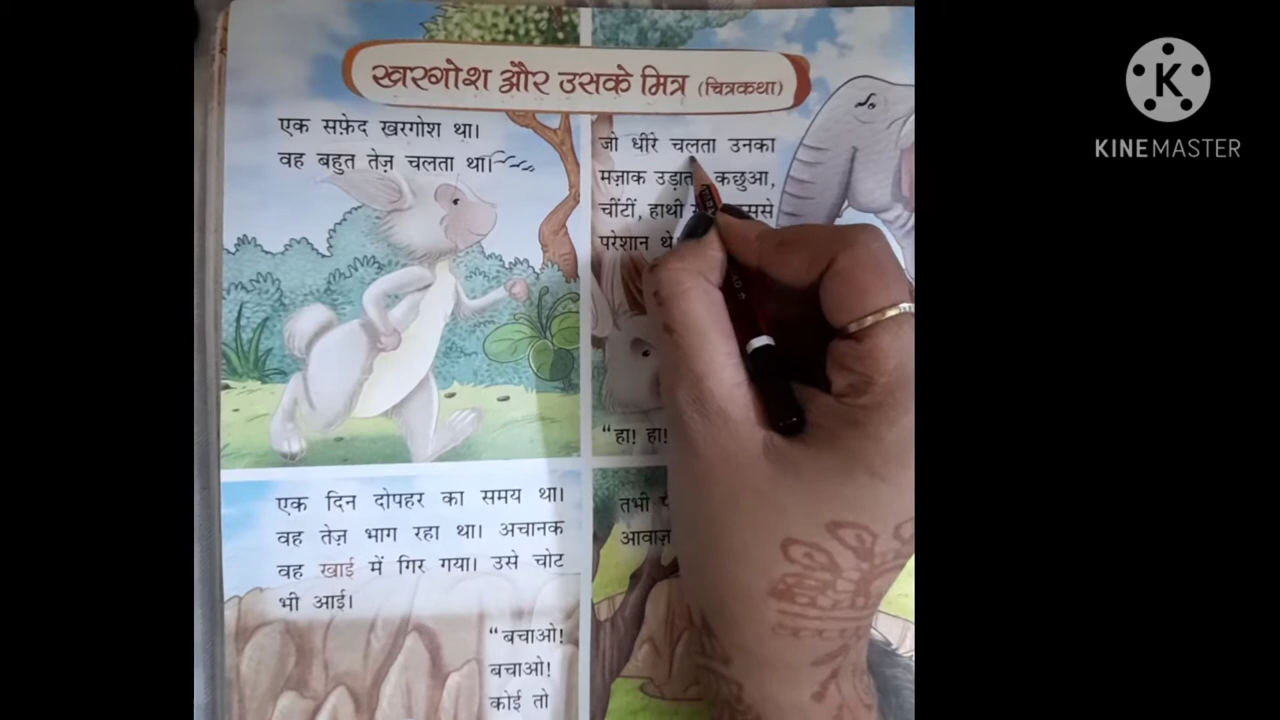 खरगोश और उसके मित्र (चित्रकथा)
एक सफ़ेद खरगोश था।
वह बहुत तेज़ चलता था।
जो धीरे चलता उनका
मज़ाक उड़ात कछुआ,
चींटीं, हाथी ससे
परेशान थे
"हा! हा!
एक दिन दोपहर का समय था।
वह तेज़ भाग रहा था। अचानक
वह खाई में गिर गया। उसे चोट
भी आई।
"बचाओ!
बचाओ!
कोई तो
तभी
आवाज़
K
KINEMASTER